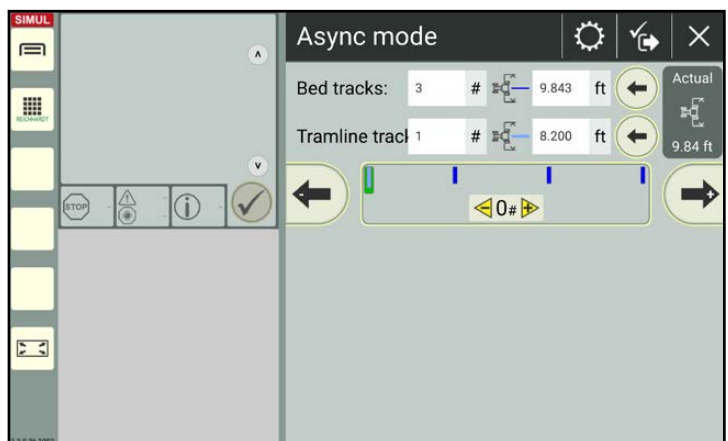 SIMUL
Async mode
Bed tracks: 3 # 9.843 ft
Actual
Tramline track 1 # 8.200 ft
9.84 ft
REICHHARDT
STOP
0#